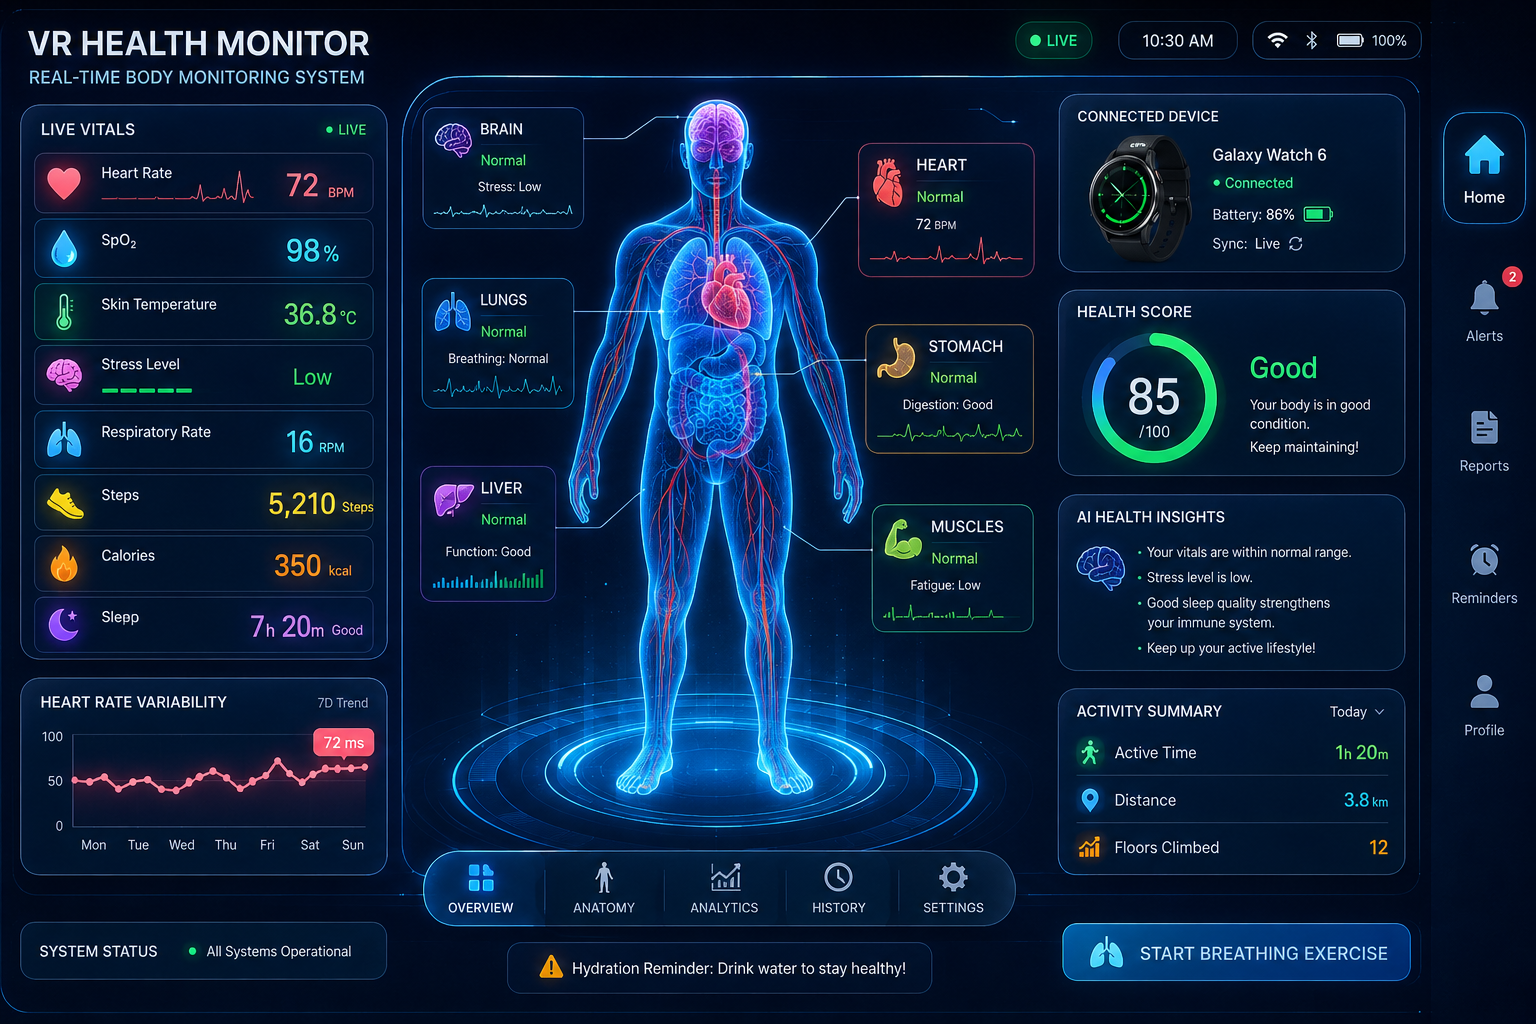 VR HEALTH MONITOR
REAL-TIME BODY MONITORING SYSTEM
LIVE
10:30 AM
100%
LIVE VITALS
LIVE
Heart Rate
72 BPM
SpO₂
98 %
Skin Temperature
36.8 °C
Stress Level
Low
Respiratory Rate
16 RPM
Steps
5,210 Steps
Calories
350 kcal
Sleep
7h 20m Good
HEART RATE VARIABILITY
7D Trend
72 ms
100
50
0
Mon Tue Wed Thu Fri Sat Sun
SYSTEM STATUS
All Systems Operational
BRAIN
Normal
Stress: Low
LUNGS
Normal
Breathing: Normal
LIVER
Normal
Function: Good
HEART
Normal
72 BPM
STOMACH
Normal
Digestion: Good
MUSCLES
Normal
Fatigue: Low
OVERVIEW
ANATOMY
ANALYTICS
HISTORY
SETTINGS
Hydration Reminder: Drink water to stay healthy!
CONNECTED DEVICE
Galaxy Watch 6
Connected
Battery: 86%
Sync: Live
HEALTH SCORE
85
/100
Good
Your body is in good
condition.
Keep maintaining!
AI HEALTH INSIGHTS
• Your vitals are within normal range.
• Stress level is low.
• Good sleep quality strengthens
your immune system.
• Keep up your active lifestyle!
ACTIVITY SUMMARY
Today
Active Time
1h 20m
Distance
3.8 km
Floors Climbed
12
START BREATHING EXERCISE
Home
2
Alerts
Reports
Reminders
Profile